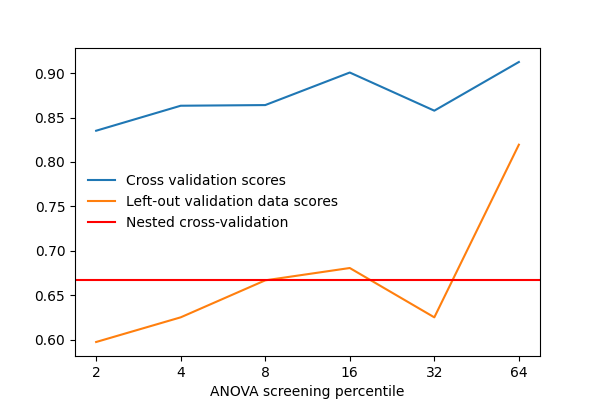 0.90
0.85
0.80
0.75
0.70
0.65
0.60
Cross validation scores
Left-out validation data scores
Nested cross-validation
2 4 8 16 32 64
ANOVA screening percentile